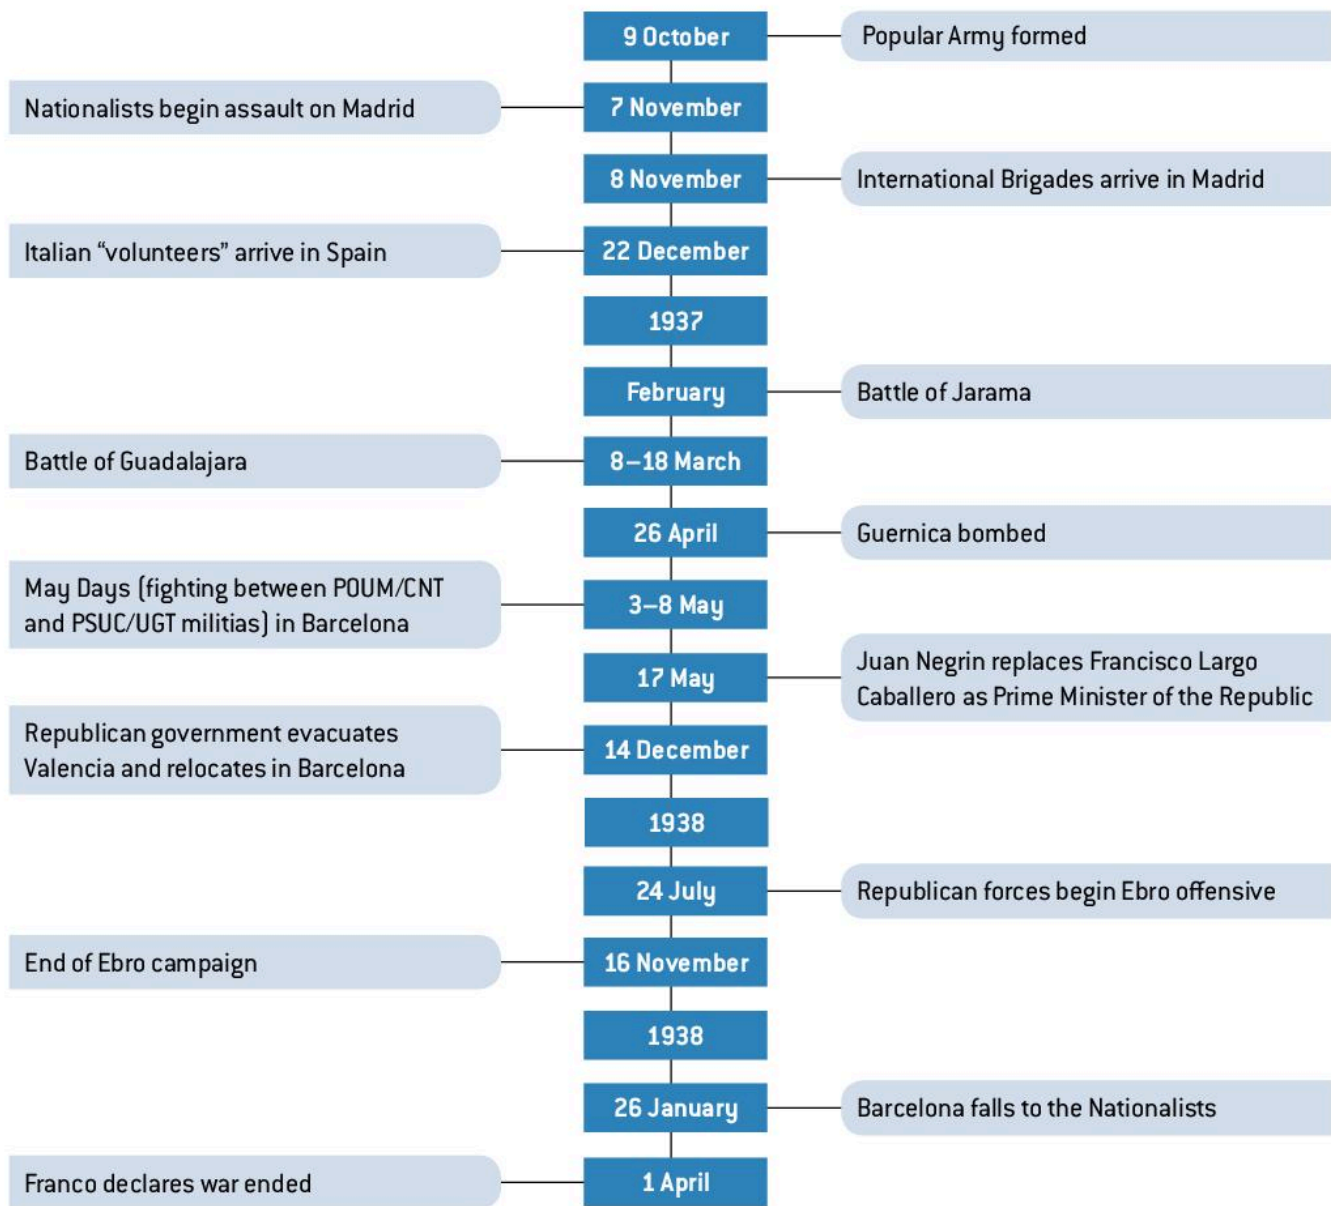 9 October
Popular Army formed
Nationalists begin assault on Madrid
7 November
8 November
International Brigades arrive in Madrid
Italian “volunteers” arrive in Spain
22 December
1937
February
Battle of Jarama
Battle of Guadalajara
8–18 March
26 April
Guernica bombed
May Days (fighting between POUM/CNT
and PSUC/UGT militias) in Barcelona
3–8 May
17 May
Juan Negrin replaces Francisco Largo
Caballero as Prime Minister of the Republic
Republican government evacuates
Valencia and relocates in Barcelona
14 December
1938
24 July
Republican forces begin Ebro offensive
End of Ebro campaign
16 November
1938
26 January
Barcelona falls to the Nationalists
Franco declares war ended
1 April